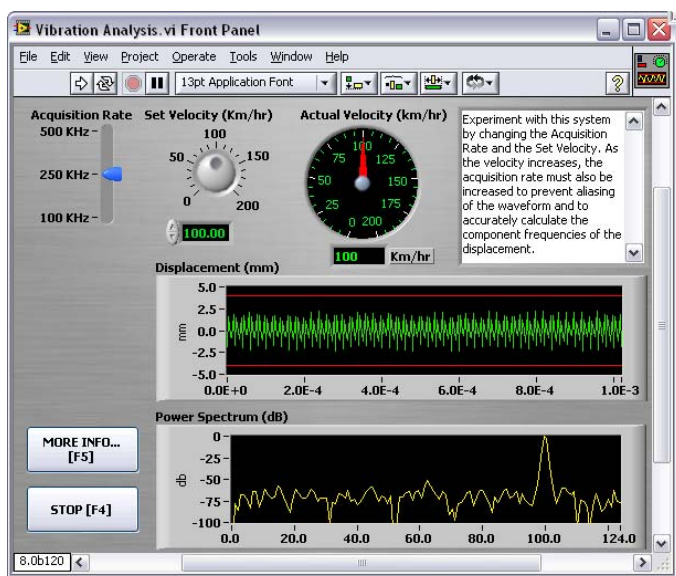 Vibration Analysis.vi Front Panel
File Edit View Project Operate Tools Window Help
13pt Application Font
Acquisition Rate
500 KHz
250 KHz
100 KHz
Set Velocity (Km/hr)
100
50 150
0 200
100.00
Actual Velocity (km/hr)
100
75 125
50 150
25 175
0 200
100 Km/hr
Experiment with this system
by changing the Acquisition
Rate and the Set Velocity. As
the velocity increases, the
acquisition rate must also be
increased to prevent aliasing
of the waveform and to
accurately calculate the
component frequencies of the
displacement.
Displacement (mm)
mm
5.0
2.5
0.0
-2.5
-5.0
0.0E+0 2.0E-4 4.0E-4 6.0E-4 8.0E-4 1.0E-3
MORE INFO...
[F5]
STOP [F4]
Power Spectrum (dB)
db
0
-25
-50
-75
-100
0.0 20.0 40.0 60.0 80.0 100.0 124.0
8.0b120